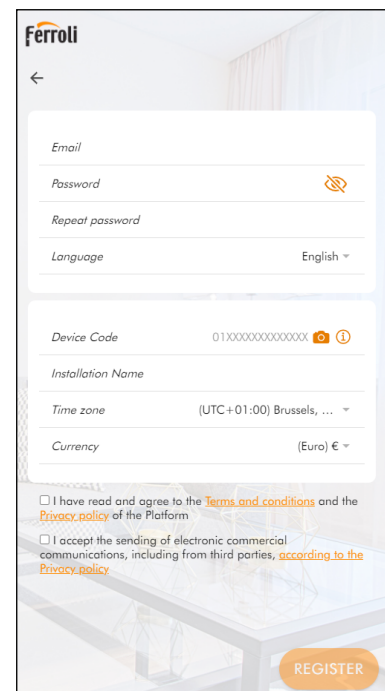 Ferroli
Email
Password
Repeat password
Language English
Device Code 01XXXXXXXXXXXXX
Installation Name
Time zone (UTC+01:00) Brussels, ...
Currency (Euro) €
I have read and agree to the Terms and conditions and the
Privacy policy of the Platform
I accept the sending of electronic commercial
communications, including from third parties, according to the
Privacy policy
REGISTER